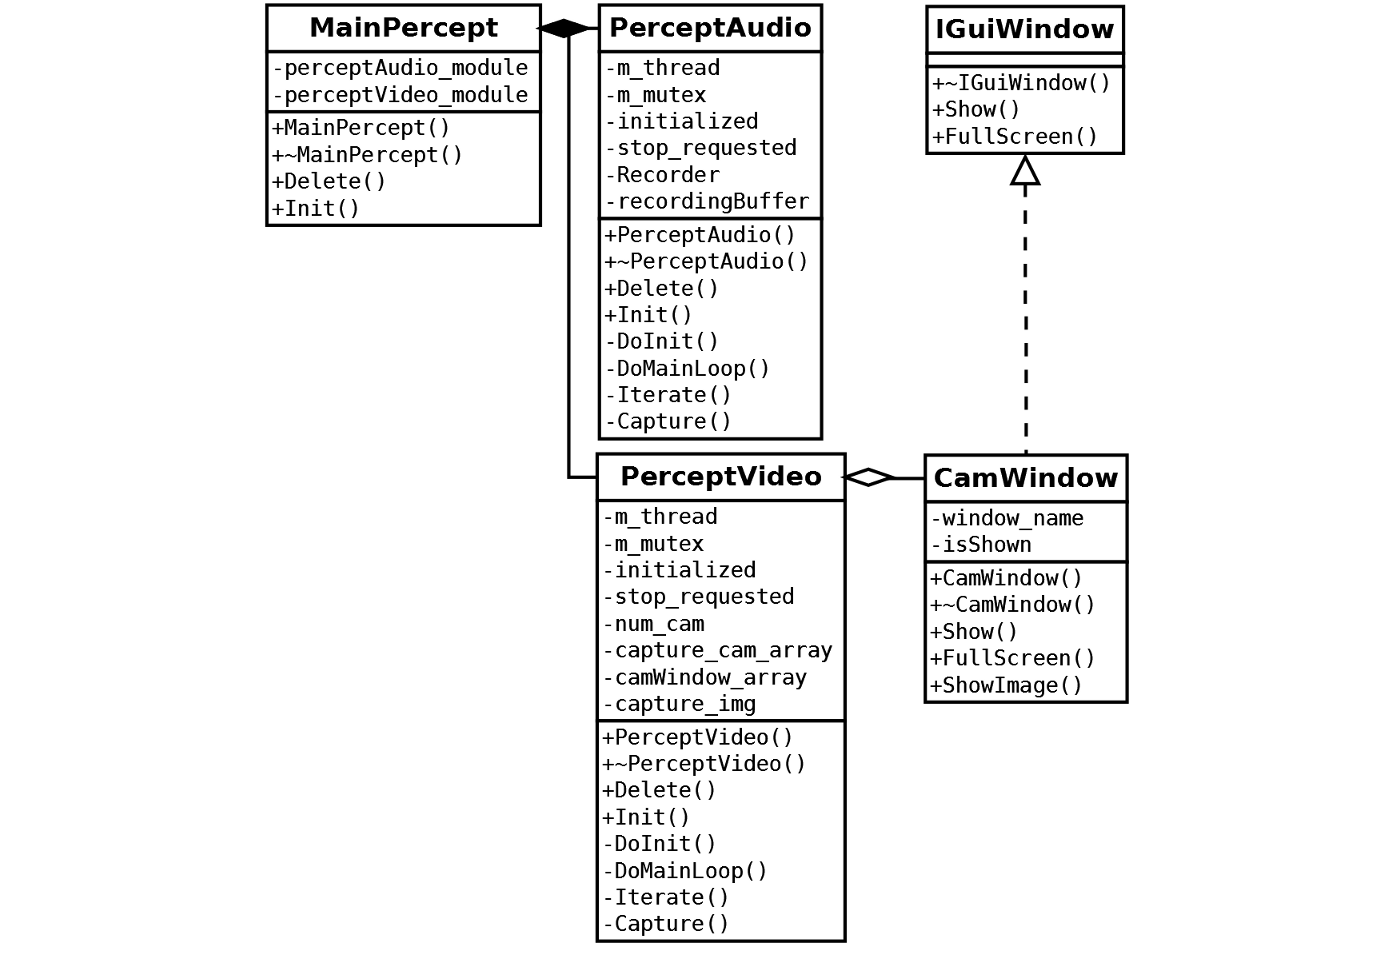 MainPercept
-perceptAudio_module
-perceptVideo_module
+MainPercept()
+~MainPercept()
+Delete()
+Init()
PerceptAudio
-m_thread
-m_mutex
-initialized
-stop_requested
-Recorder
-recordingBuffer
+PerceptAudio()
+~PerceptAudio()
+Delete()
+Init()
-DoInit()
-DoMainLoop()
-Iterate()
-Capture()
IGuiWindow
+~IGuiWindow()
+Show()
+FullScreen()
PerceptVideo
-m_thread
-m_mutex
-initialized
-stop_requested
-num_cam
-capture_cam_array
-camWindow_array
-capture_img
+PerceptVideo()
+~PerceptVideo()
+Delete()
+Init()
-DoInit()
-DoMainLoop()
-Iterate()
-Capture()
CamWindow
-window_name
-isShown
+CamWindow()
+~CamWindow()
+Show()
+FullScreen()
+ShowImage()